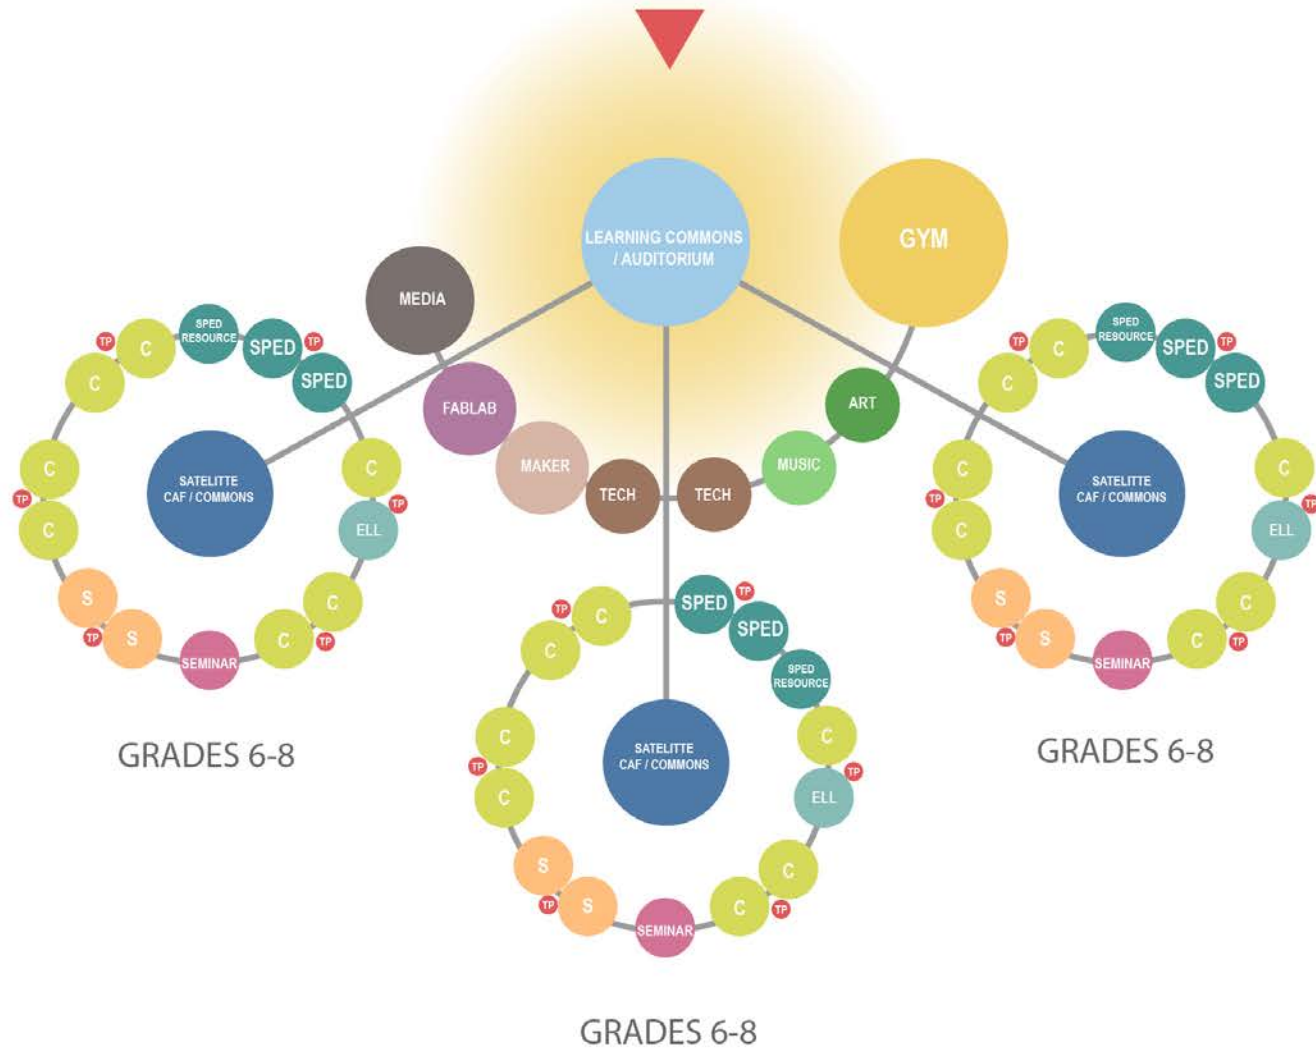 LEARNING COMMONS
/ AUDITORIUM
GYM
MEDIA
FABLAB
MAKER
TECH
TECH
MUSIC
ART
SPED
RESOURCE
SPED
TP
SPED
C
TP
ELL
C
TP
C
SEMINAR
S
TP
S
C
TP
C
C
TP
C
SATELITTE
CAF / COMMONS
GRADES 6-8
SPED
TP
SPED
SPED
RESOURCE
C
TP
ELL
C
TP
C
SEMINAR
S
TP
S
C
TP
C
C
TP
C
SATELITTE
CAF / COMMONS
GRADES 6-8
SPED
RESOURCE
SPED
TP
SPED
C
TP
ELL
C
TP
C
SEMINAR
S
TP
S
C
TP
C
C
TP
C
SATELITTE
CAF / COMMONS
GRADES 6-8